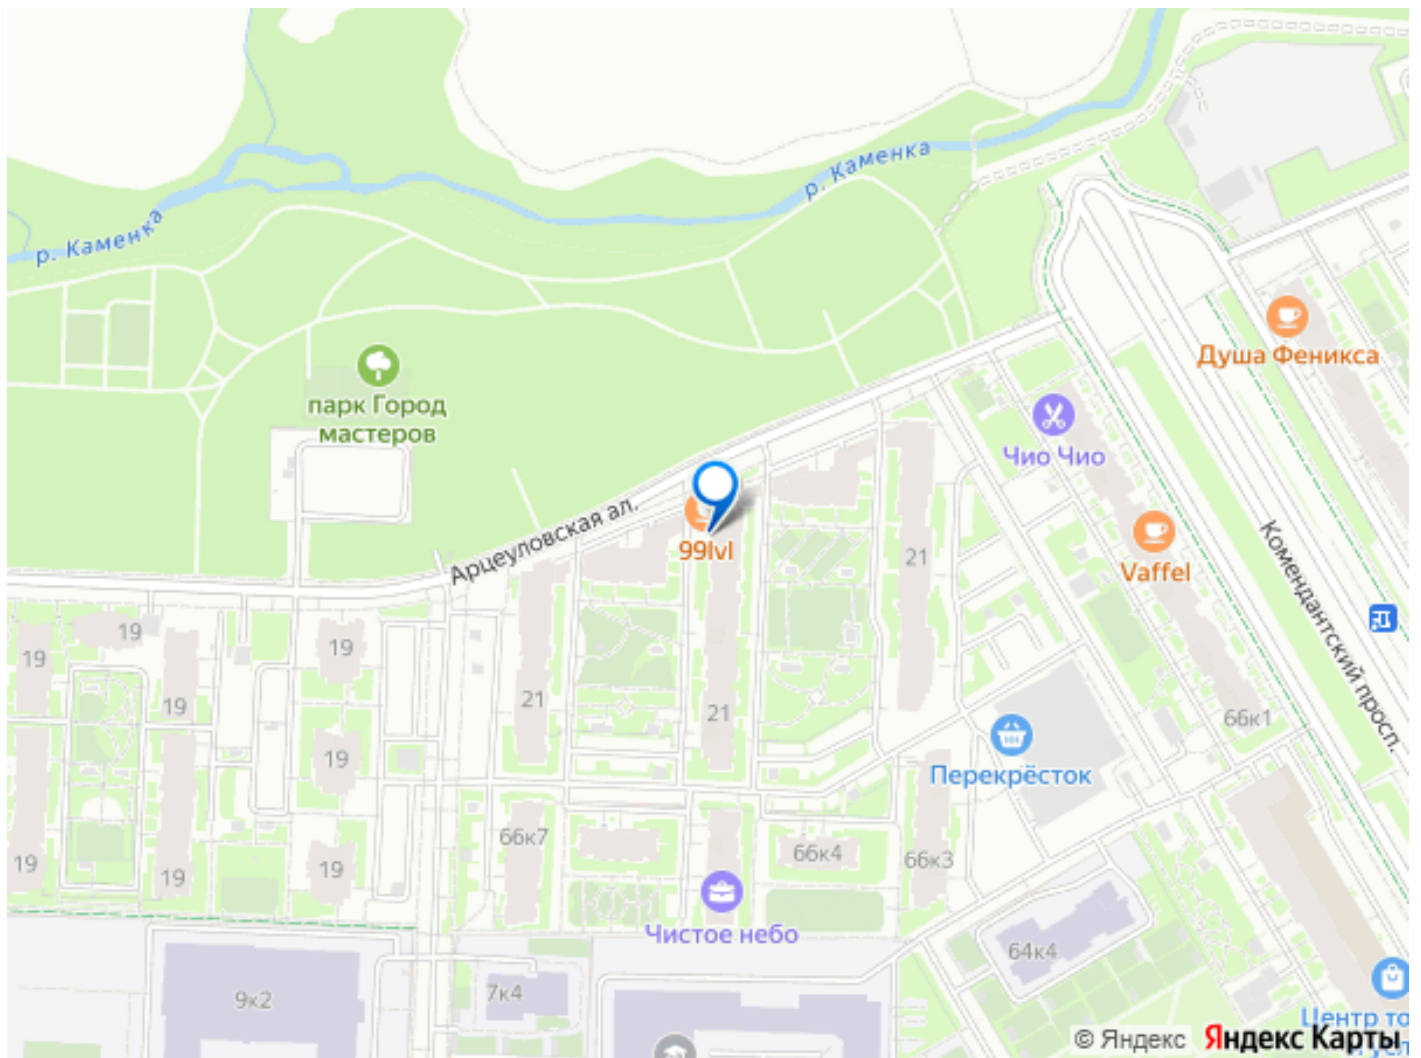 р. Каменка
р. Каменка
Душа Феникса
парк Город
мастеров
Чио Чио
Арцеуловская ал.
99lvl
21
Vaffel
Комендантский просп.
19
19
19
19
21
21
66к1
19
Перекрёсток
66к7
66к4
66к3
19
19
19
Чистое небо
64к4
9к2
7к4
Центр то
© Яндекс Яндекс Карты